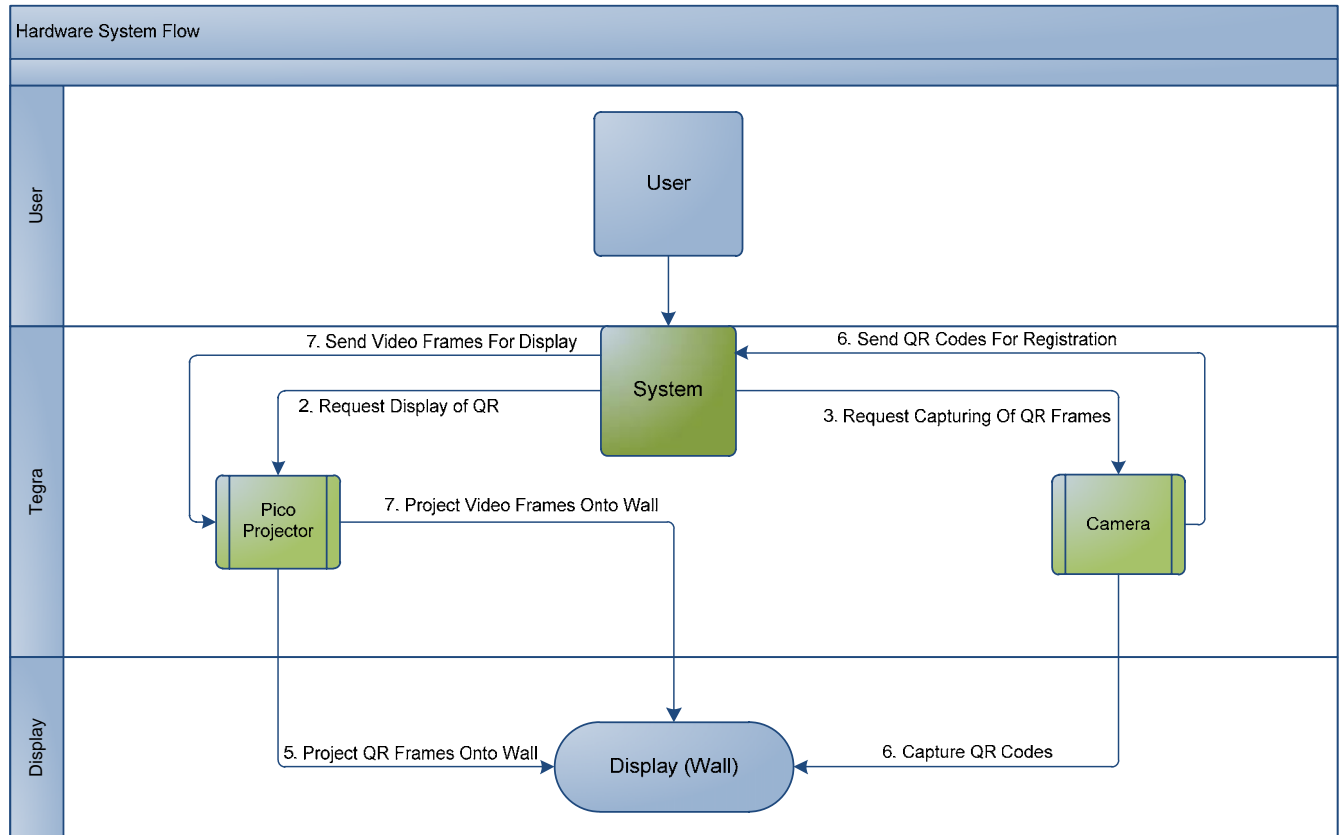 Hardware System Flow
User
User
Tegra
7. Send Video Frames For Display
System
6. Send QR Codes For Registration
2. Request Display of QR
3. Request Capturing Of QR Frames
Pico
Projector
7. Project Video Frames Onto Wall
Camera
Display
5. Project QR Frames Onto Wall
Display (Wall)
6. Capture QR Codes